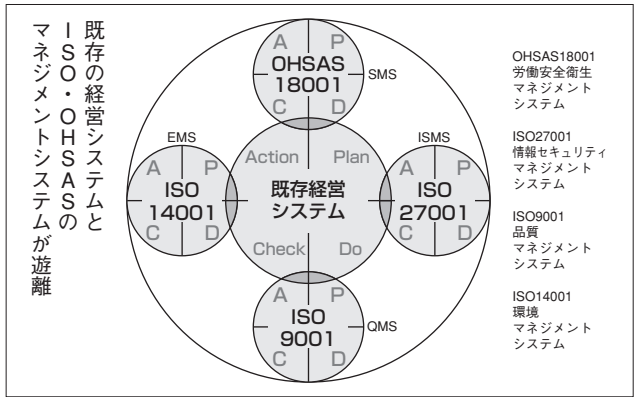 既存の経営システムと
ISO・OHSASの
マネジメントシステムが遊離
A P
OHSAS
18001
C D
SMS
EMS
A P
ISO
14001
C D
Action Plan
既存経営
システム
Check Do
ISMS
A P
ISO
27001
C D
A P
ISO
9001
C D
QMS
OHSAS18001
労働安全衛生
マネジメント
システム
ISO27001
情報セキュリティ
マネジメント
システム
ISO9001
品質
マネジメント
システム
ISO14001
環境
マネジメント
システム